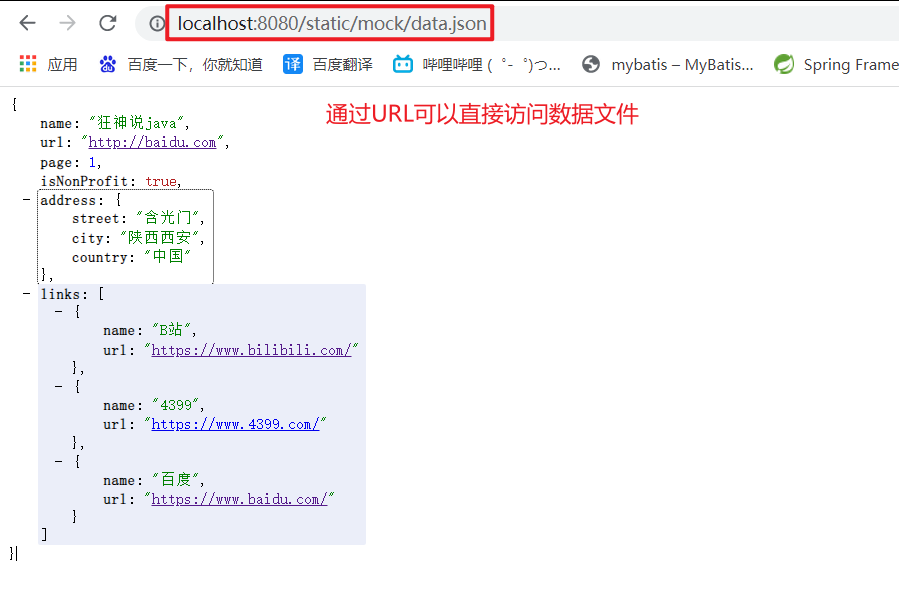 localhost:8080/static/mock/data.json
应用 百度一下，你就知道 译 百度翻译 哔哩哔哩 ( ゜- ゜)つ... mybatis – MyBatis... Spring Frame
通过URL可以直接访问数据文件
{
name: "狂神说java",
url: "http://baidu.com",
page: 1,
isNonProfit: true,
- address: {
street: "含光门",
city: "陕西西安",
country: "中国"
},
- links: [
- {
name: "B站",
url: "https://www.bilibili.com/"
},
- {
name: "4399",
url: "https://www.4399.com/"
},
- {
name: "百度",
url: "https://www.baidu.com/"
}
]
}